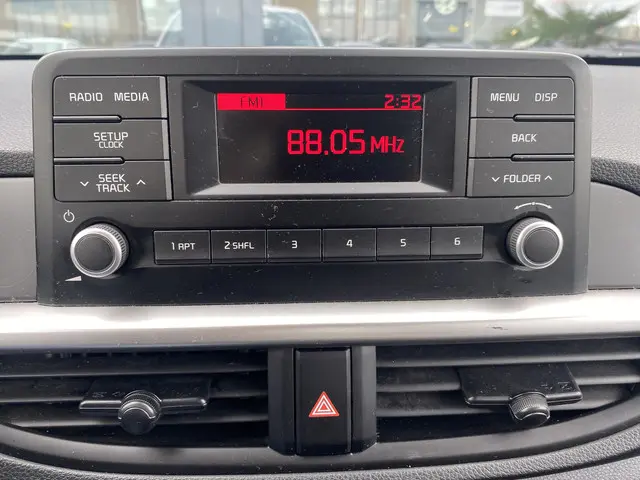 RADIO MEDIA
FM1 2:32
MENU DISP
SETUP
CLOCK
88.05 MHz
BACK
SEEK
TRACK
FOLDER
1 RPT 2 SHFL 3 4 5 6